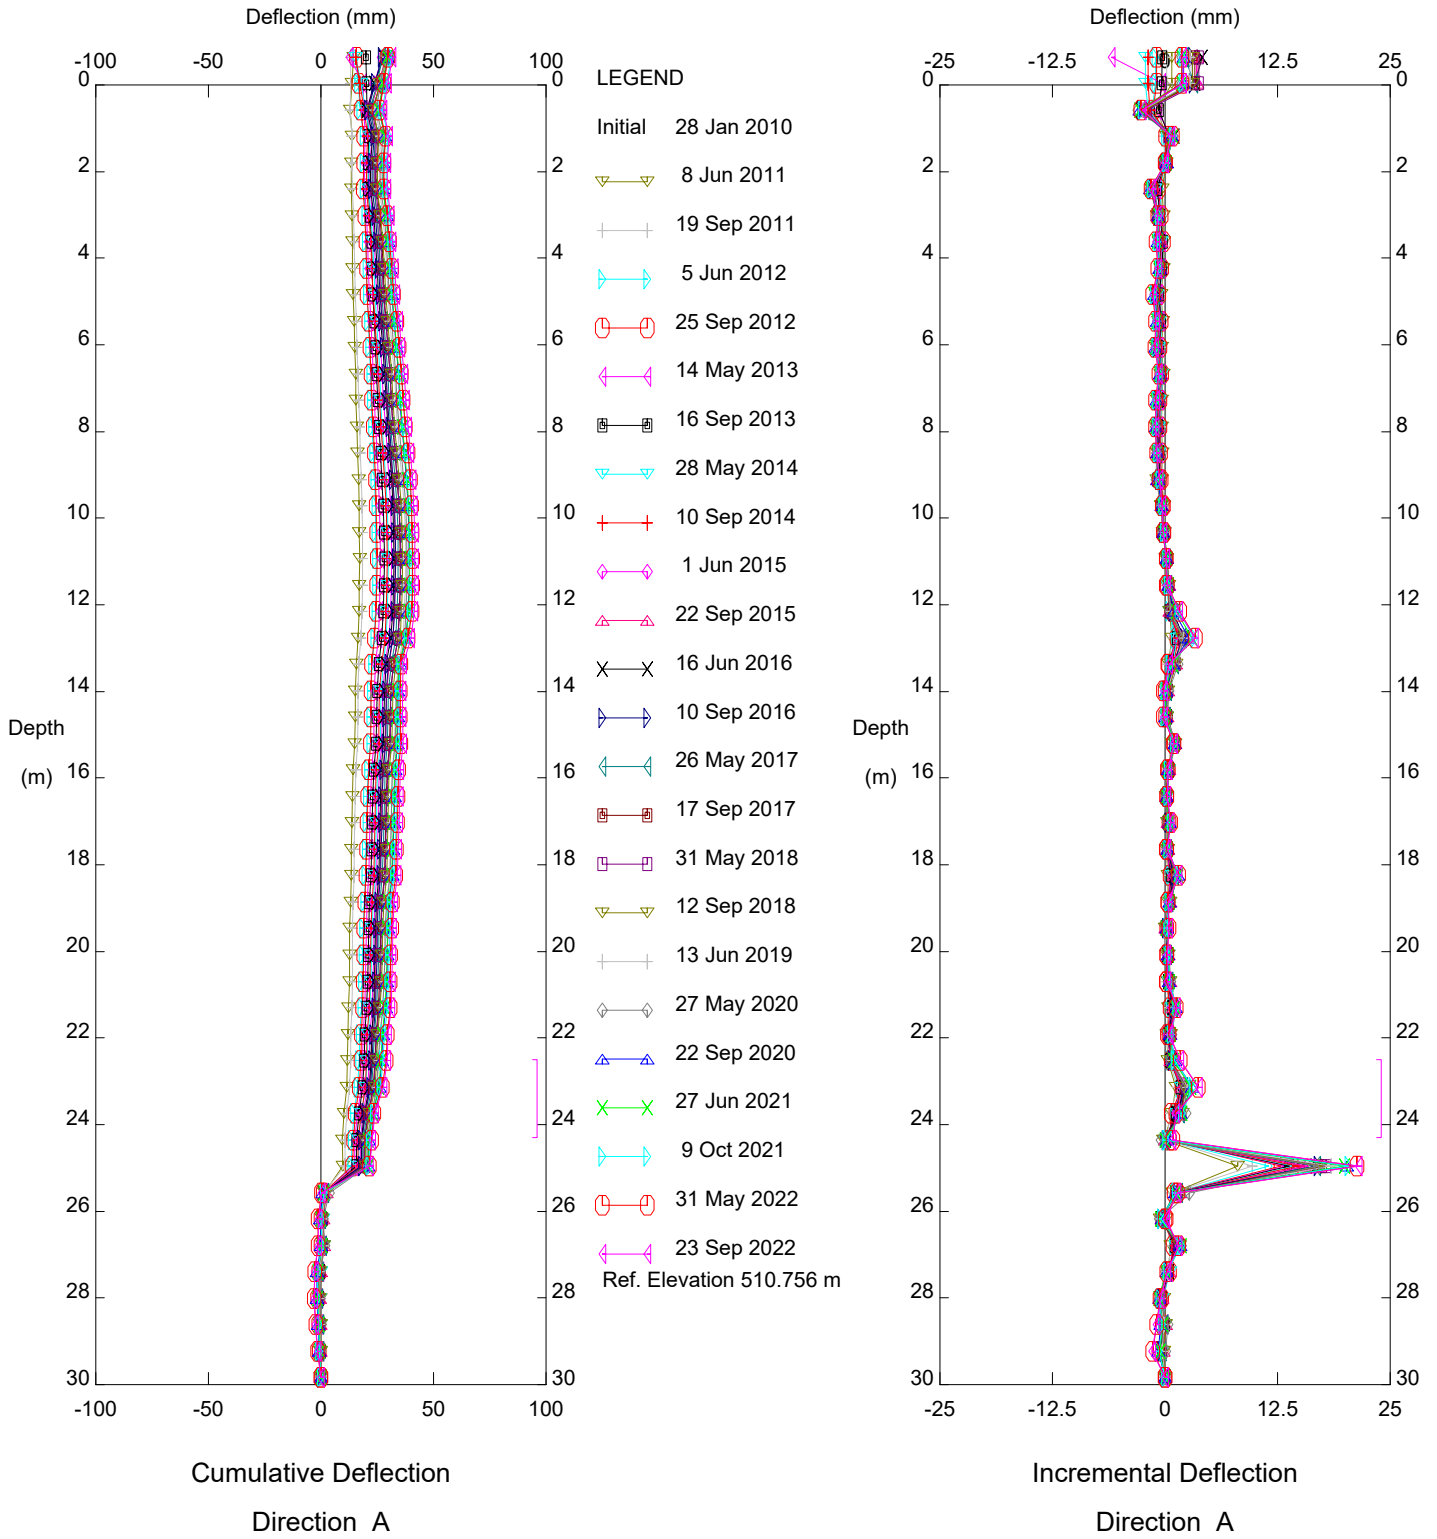 Deflection (mm)
-100 -50 0 50 100
0 0
2 2
4 4
6 6
8 8
10 10
12 12
14 14
Depth
(m)
16 16
18 18
20 20
22 22
24 24
26 26
28 28
30 30
-100 -50 0 50 100
Cumulative Deflection
Direction A
LEGEND
Initial 28 Jan 2010
8 Jun 2011
19 Sep 2011
5 Jun 2012
25 Sep 2012
14 May 2013
16 Sep 2013
28 May 2014
10 Sep 2014
1 Jun 2015
22 Sep 2015
16 Jun 2016
10 Sep 2016
26 May 2017
17 Sep 2017
31 May 2018
12 Sep 2018
13 Jun 2019
27 May 2020
22 Sep 2020
27 Jun 2021
9 Oct 2021
31 May 2022
23 Sep 2022
Ref. Elevation 510.756 m
Deflection (mm)
-25 -12.5 0 12.5 25
0 0
2 2
4 4
6 6
8 8
10 10
12 12
14 14
Depth
(m)
16 16
18 18
20 20
22 22
24 24
26 26
28 28
30 30
-25 -12.5 0 12.5 25
Incremental Deflection
Direction A